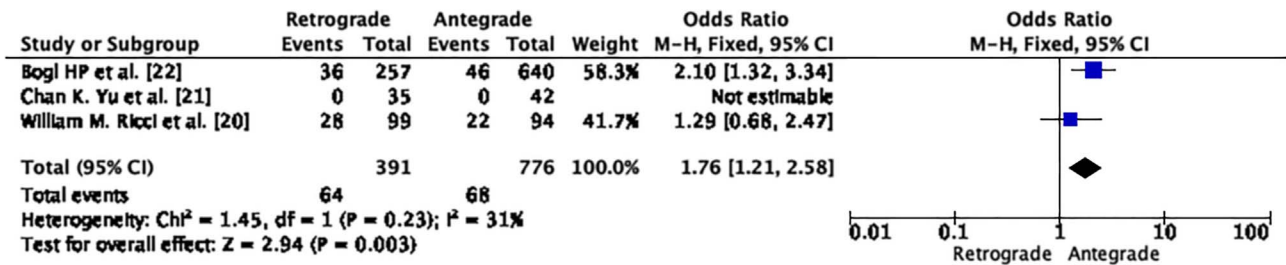 Retrograde Antegrade Odds Ratio Odds Ratio
Study or Subgroup Events Total Events Total Weight M-H, Fixed, 95% CI M-H, Fixed, 95% CI
Bogl HP et al. [22] 36 257 46 640 58.3% 2.10 [1.32, 3.34]
Chan K. Yu et al. [21] 0 35 0 42 Not estimable
William M. Ricci et al. [20] 28 99 22 94 41.7% 1.29 [0.68, 2.47]
Total (95% CI) 391 776 100.0% 1.76 [1.21, 2.58]
Total events 64 68
Heterogeneity: Chi² = 1.45, df = 1 (P = 0.23); I² = 31%
Test for overall effect: Z = 2.94 (P = 0.003)
0.01 0.1 1 10 100
Retrograde Antegrade